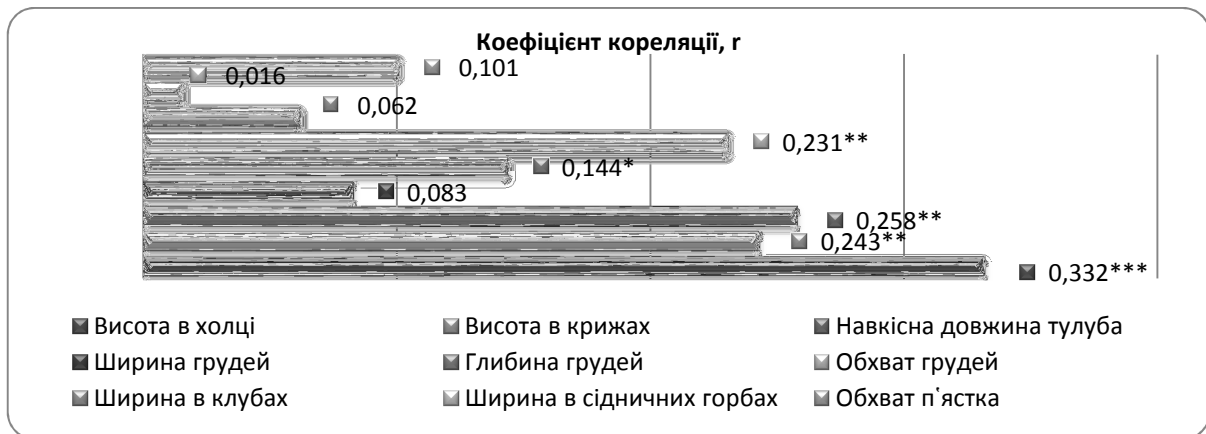 Коефіцієнт кореляції, r
0,101
0,016
0,062
0,231**
0,144*
0,083
0,258**
0,243**
0,332***
Висота в холці
Висота в крижах
Навкісна довжина тулуба
Ширина грудей
Глибина грудей
Обхват грудей
Ширина в клубах
Ширина в сідничних горбах
Обхват п'ястка